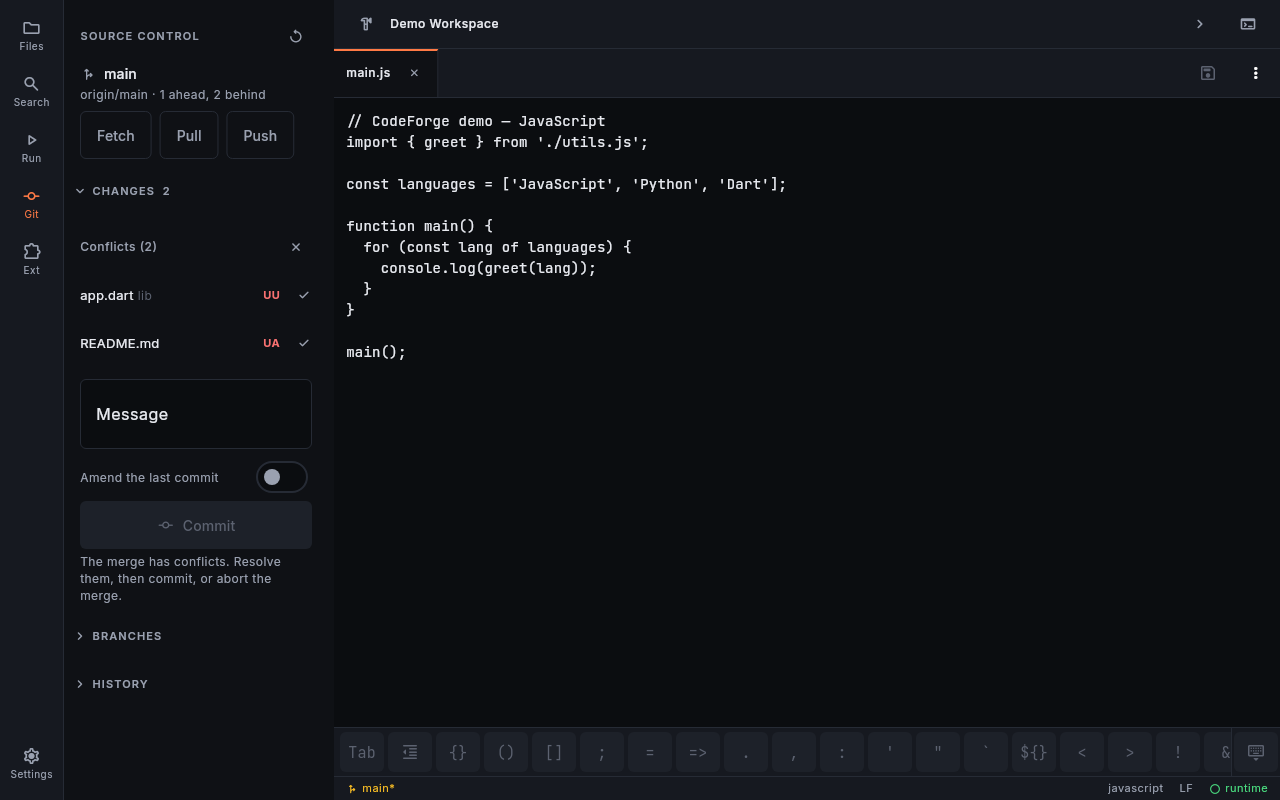 Files
Search
Run
Git
Ext
Settings
SOURCE CONTROL
main
origin/main · 1 ahead, 2 behind
Fetch Pull Push
CHANGES 2
Conflicts (2)
app.dart lib UU
README.md UA
Message
Amend the last commit
Commit
The merge has conflicts. Resolve
them, then commit, or abort the
merge.
BRANCHES
HISTORY
Demo Workspace
main.js
// CodeForge demo — JavaScript
import { greet } from './utils.js';
const languages = ['JavaScript', 'Python', 'Dart'];
function main() {
  for (const lang of languages) {
    console.log(greet(lang));
  }
}
main();
Tab {} () [] ; = => . , : ' " ` ${} < > ! &
main* javascript LF runtime